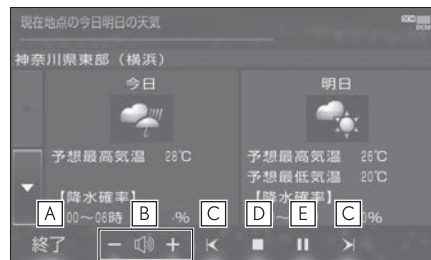 現在地点の今日明日の天気
DCM
神奈川県東部（横浜）
今日 明日
予想最高気温 28℃ 予想最高気温 26℃
予想最低気温 20℃
【降水確率】 【降水確率】
A B C D E C
00～06時 -% ～ 0%
終了 － ＋